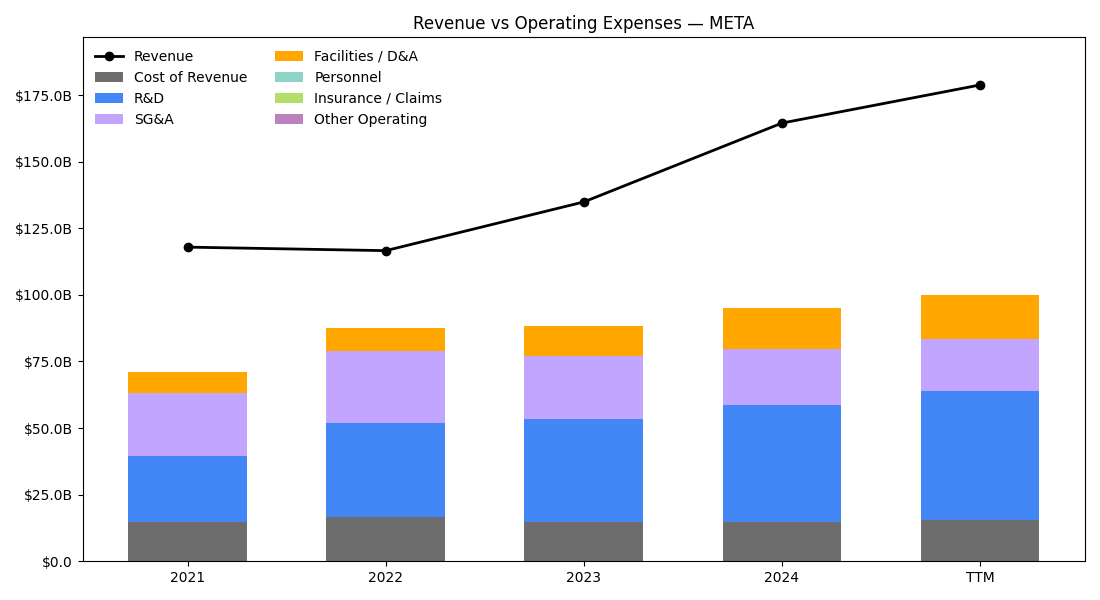 Revenue vs Operating Expenses — META
Revenue
Cost of Revenue
R&D
SG&A
Facilities / D&A
Personnel
Insurance / Claims
Other Operating
$175.0B
$150.0B
$125.0B
$100.0B
$75.0B
$50.0B
$25.0B
$0.0
2021 2022 2023 2024 TTM